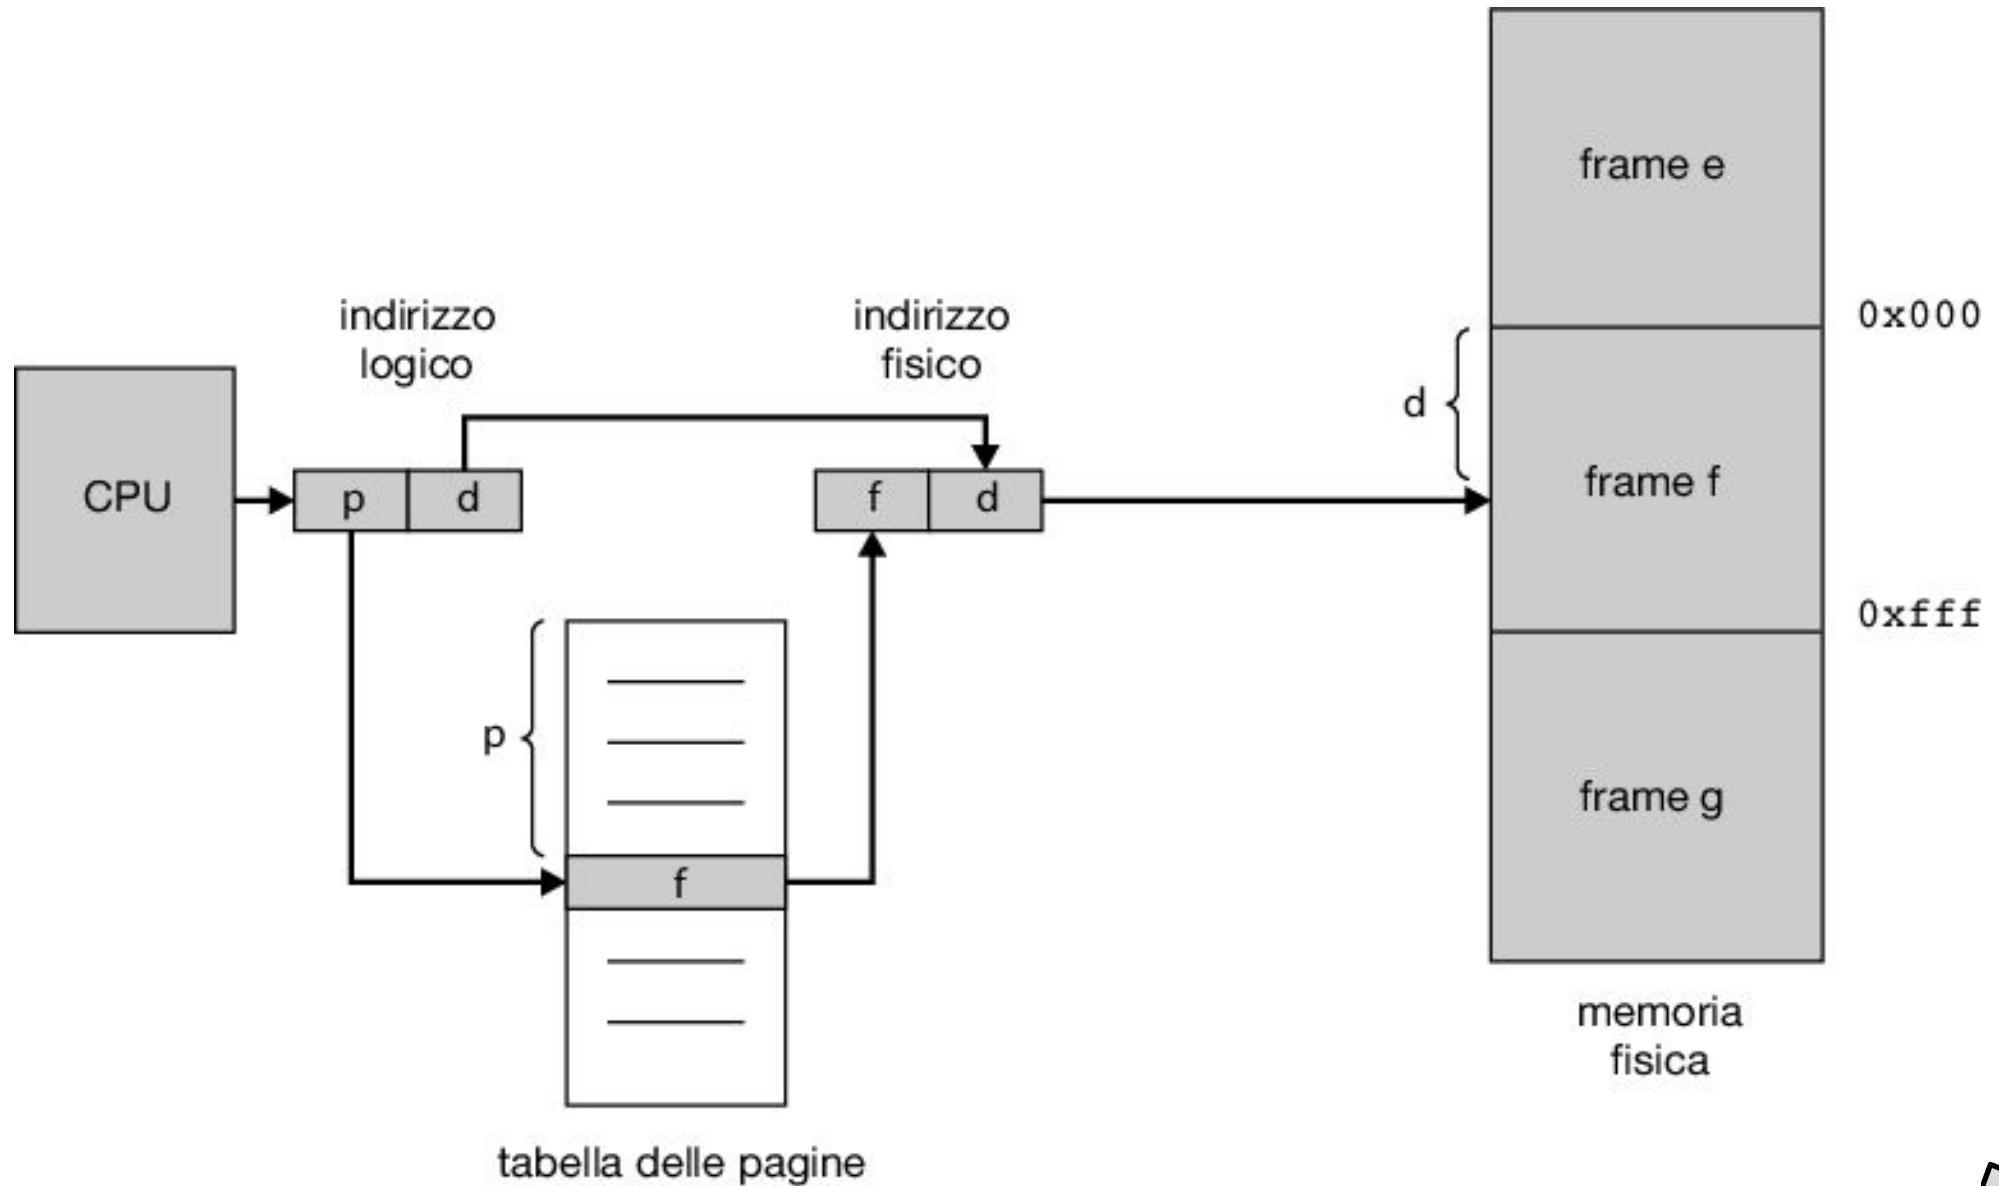 frame e
indirizzo
logico
indirizzo
fisico
0x000
d
CPU
p d
f d
frame f
0xfff
p
frame g
f
memoria
fisica
tabella delle pagine